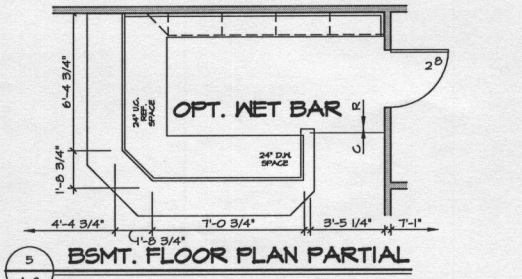 2⁸
6'-4 3/4"
24" U.C.
REF.
SPACE
OPT. WET BAR
R
C
24" D.W.
SPACE
1'-8 3/4"
4'-4 3/4"
1'-8 3/4"
7'-0 3/4"
3'-5 1/4"
7'-1"
5
BSMT. FLOOR PLAN PARTIAL